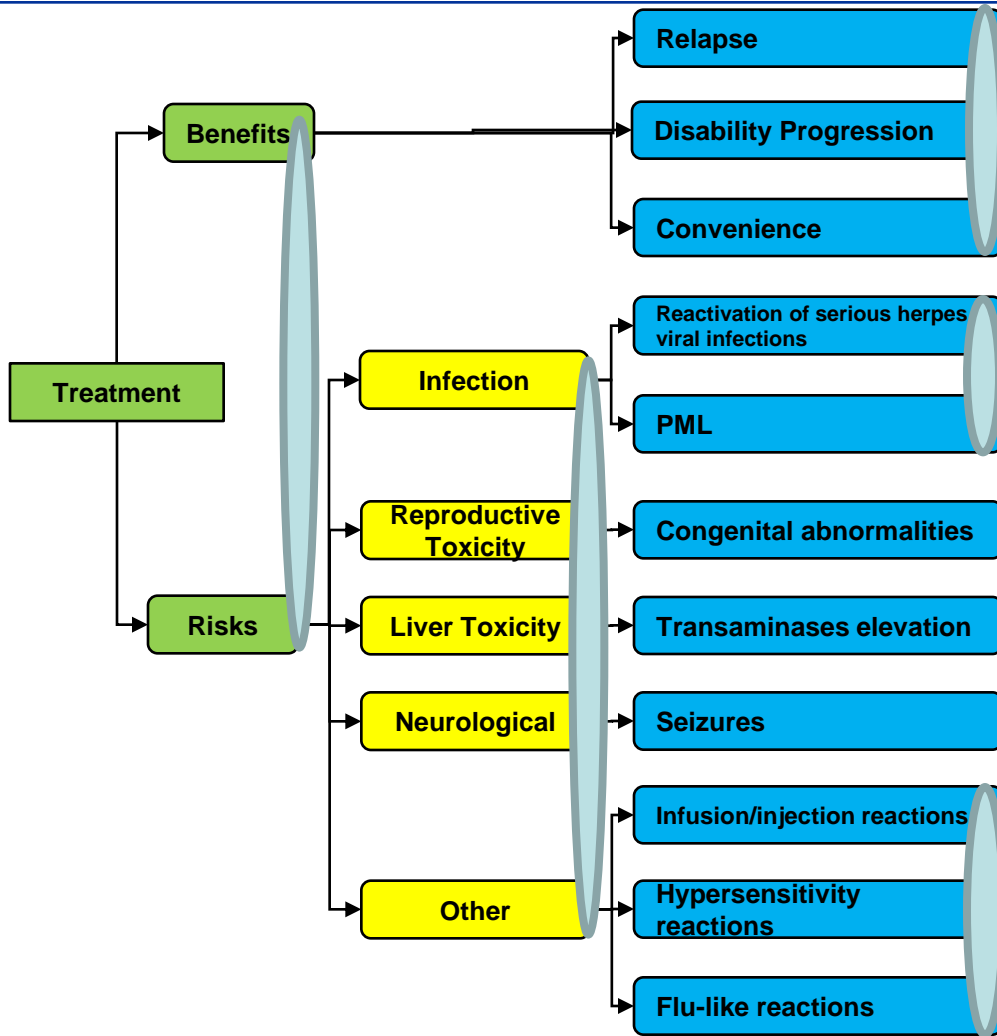 Relapse
Benefits
Disability Progression
Convenience
Reactivation of serious herpes
viral infections
Treatment
Infection
PML
Reproductive
Toxicity
Congenital abnormalities
Risks
Liver Toxicity
Transaminases elevation
Neurological
Seizures
Infusion/injection reactions
Other
Hypersensitivity
reactions
Flu-like reactions